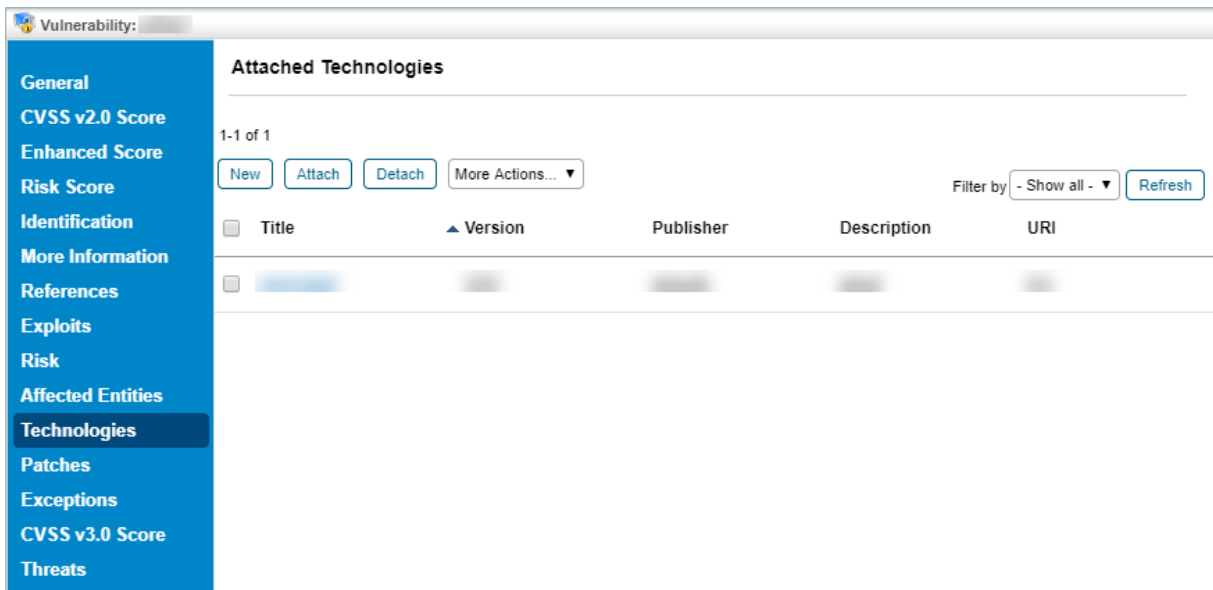 Vulnerability:
General
CVSS v2.0 Score
Enhanced Score
Risk Score
Identification
More Information
References
Exploits
Risk
Affected Entities
Technologies
Patches
Exceptions
CVSS v3.0 Score
Threats
Attached Technologies
1-1 of 1
New Attach Detach More Actions... ▼
Filter by - Show all - ▼ Refresh
Title ▲ Version Publisher Description URI